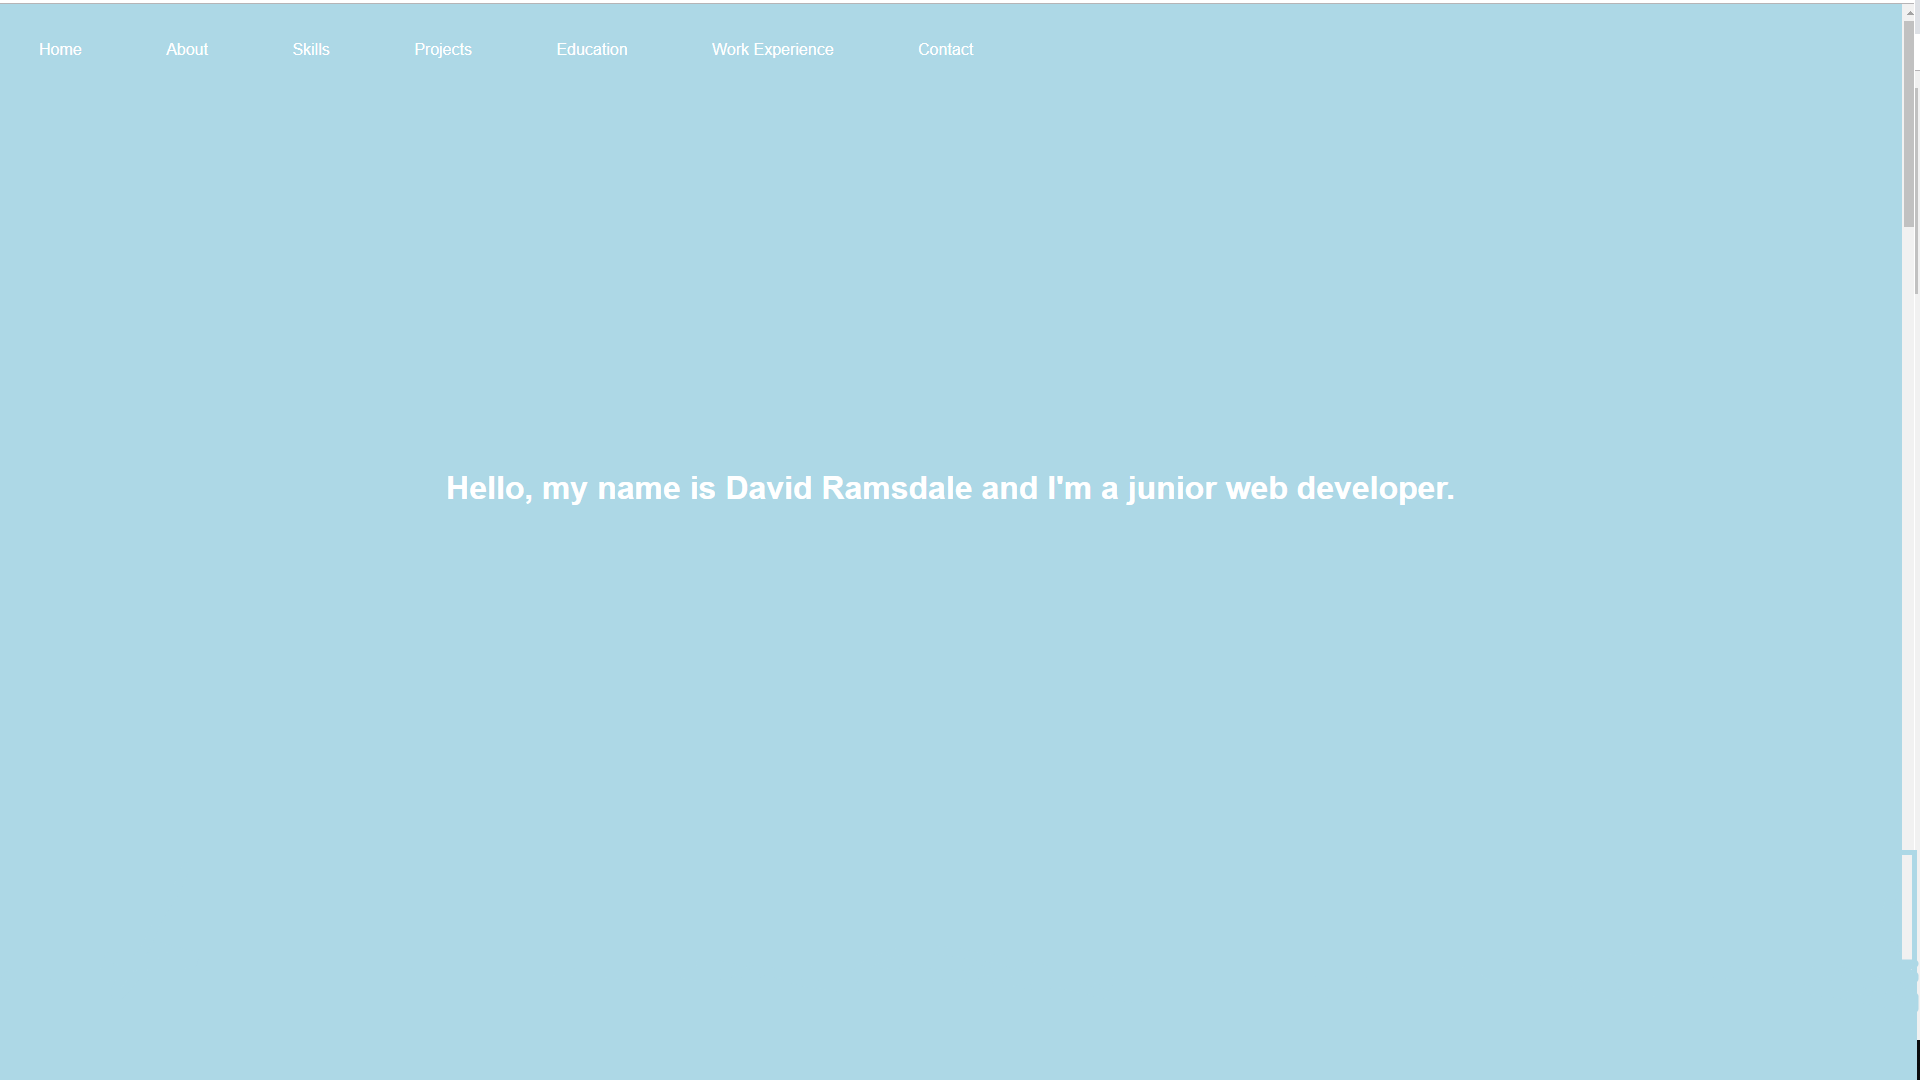 Home About Skills Projects Education Work Experience Contact
Hello, my name is David Ramsdale and I'm a junior web developer.